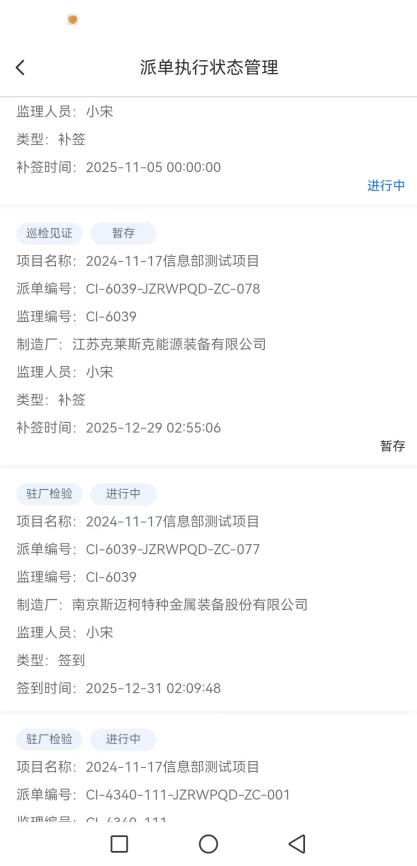 派单执行状态管理
监理人员：小宋
类型：补签
补签时间：2025-11-05 00:00:00
进行中
巡检见证 暂存
项目名称：2024-11-17信息部测试项目
派单编号：CI-6039-JZRWPQD-ZC-078
监理编号：CI-6039
制造厂：江苏克莱斯克能源装备有限公司
监理人员：小宋
类型：补签
补签时间：2025-12-29 02:55:06
暂存
驻厂检验 进行中
项目名称：2024-11-17信息部测试项目
派单编号：CI-6039-JZRWPQD-ZC-077
监理编号：CI-6039
制造厂：南京斯迈柯特种金属装备股份有限公司
监理人员：小宋
类型：签到
签到时间：2025-12-31 02:09:48
驻厂检验 进行中
项目名称：2024-11-17信息部测试项目
派单编号：CI-4340-111-JZRWPQD-ZC-001
监理编号：CI-4340-111